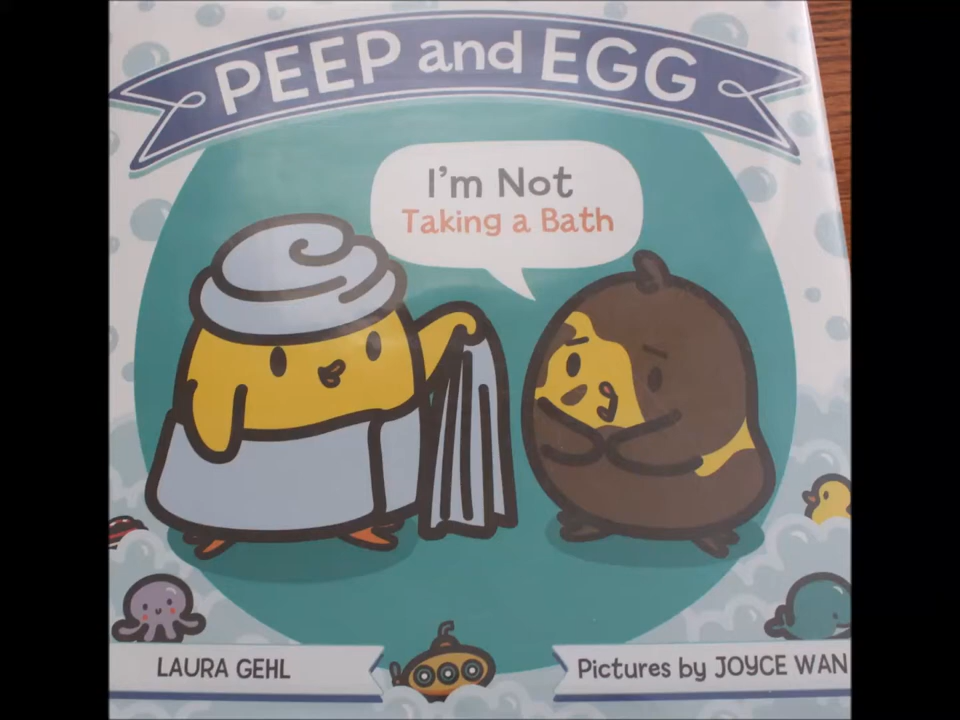 PEEP and EGG
I'm Not
Taking a Bath
LAURA GEHL
Pictures by JOYCE WAN